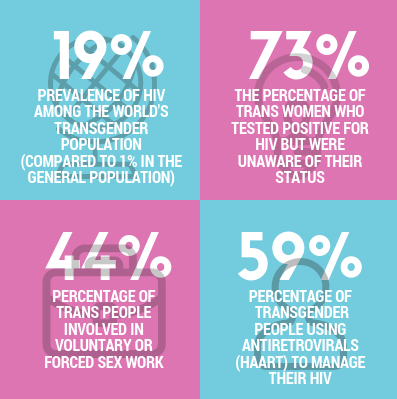 19%
PREVALENCE OF HIV
AMONG THE WORLD'S
TRANSGENDER
POPULATION
(COMPARED TO 1% IN THE
GENERAL POPULATION)
73%
THE PERCENTAGE OF
TRANS WOMEN WHO
TESTED POSITIVE FOR
HIV BUT WERE
UNAWARE OF THEIR
STATUS
44%
PERCENTAGE OF
TRANS PEOPLE
INVOLVED IN
VOLUNTARY OR
FORCED SEX WORK
59%
PERCENTAGE OF
TRANSGENDER
PEOPLE USING
ANTIRETROVIRALS
(HAART) TO MANAGE
THEIR HIV